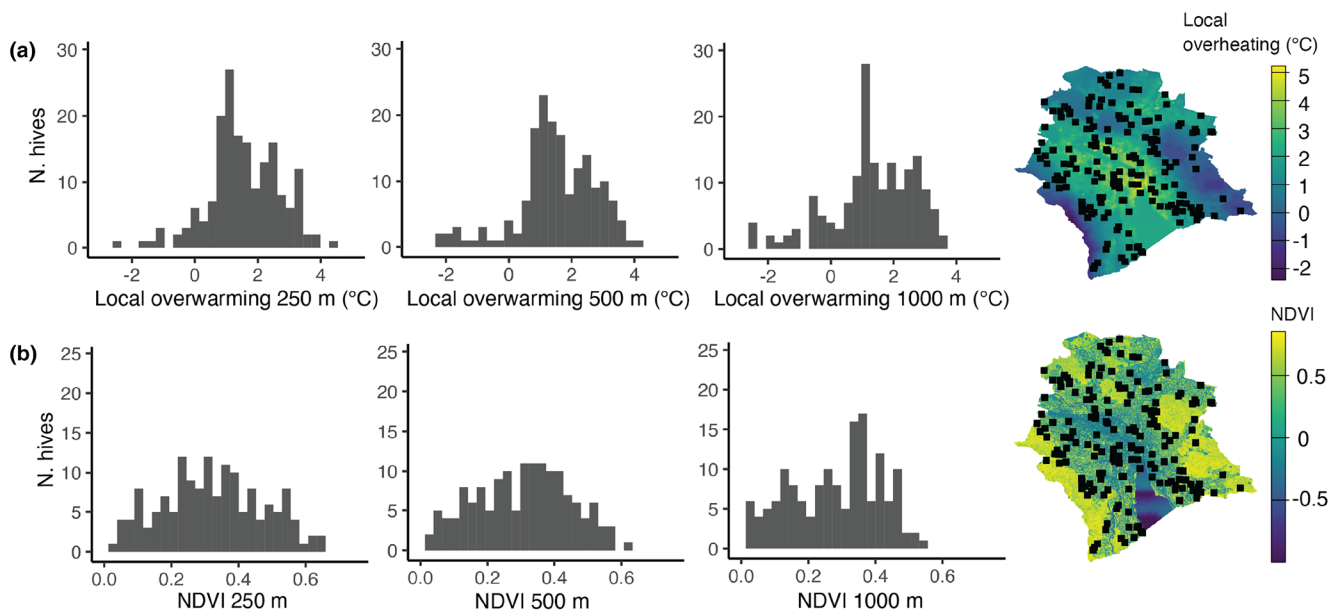 (a)
N. hives
30
20
10
0
-2 0 2 4
Local overwarming 250 m (°C)
30
20
10
0
-2 0 2 4
Local overwarming 500 m (°C)
30
20
10
0
-2 0 2 4
Local overwarming 1000 m (°C)
Local
overheating (°C)
5
4
3
2
1
0
-1
-2
(b)
N. hives
25
20
15
10
5
0
0.0 0.2 0.4 0.6
NDVI 250 m
25
20
15
10
5
0
0.0 0.2 0.4 0.6
NDVI 500 m
25
20
15
10
5
0
0.0 0.2 0.4 0.6
NDVI 1000 m
NDVI
0.5
0
-0.5